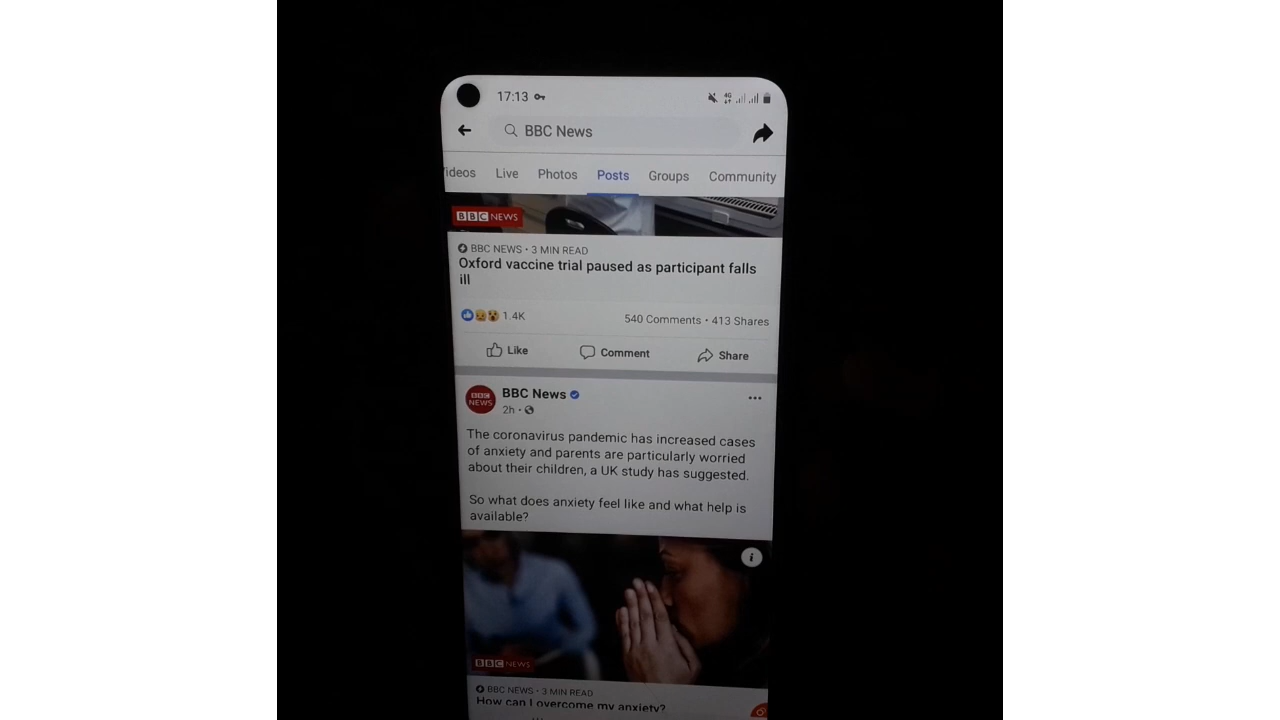 17:13
4G
BBC News
ideos Live Photos Posts Groups Community
BBC NEWS
BBC NEWS • 3 MIN READ
Oxford vaccine trial paused as participant falls
ill
1.4K 540 Comments • 413 Shares
Like Comment Share
BBC NEWS
BBC News
2h •
The coronavirus pandemic has increased cases
of anxiety and parents are particularly worried
about their children, a UK study has suggested.
So what does anxiety feel like and what help is
available?
i
BBC NEWS
BBC NEWS • 3 MIN READ
How can I overcome my anxiety?